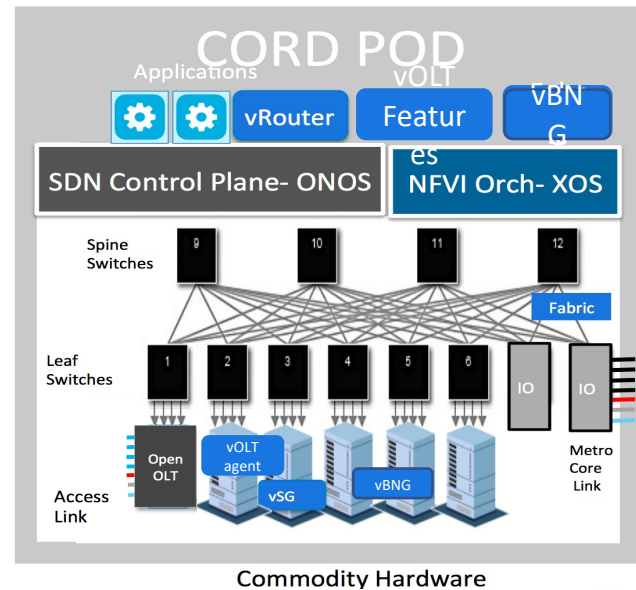 CORD POD
Applications
vRouter
vOLT
Featur
es
vBN
G
SDN Control Plane- ONOS
NFVI Orch- XOS
Spine
Switches
9
10
11
12
Fabric
Leaf
Switches
1
2
3
4
5
6
IO
IO
Open
OLT
vOLT
agent
vSG
vBNG
Metro
Core
Link
Access
Link
Commodity Hardware